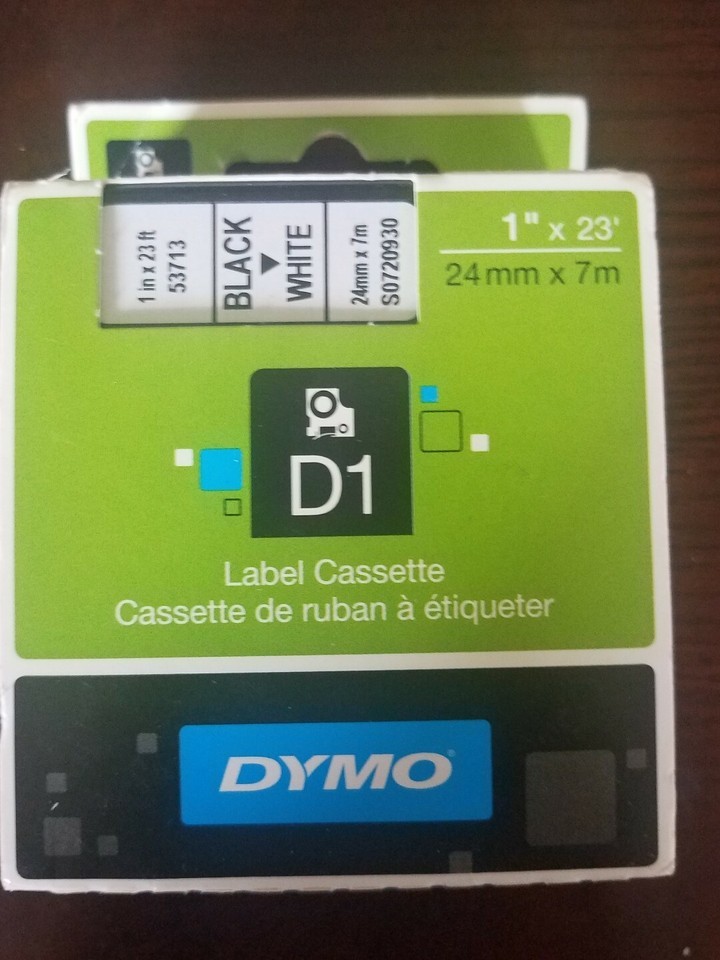 1 in x 23 ft
53713
BLACK
WHITE
24mm x 7m
S0720930
1" x 23'
24mm x 7m
D1
Label Cassette
Cassette de ruban à étiqueter
DYMO®